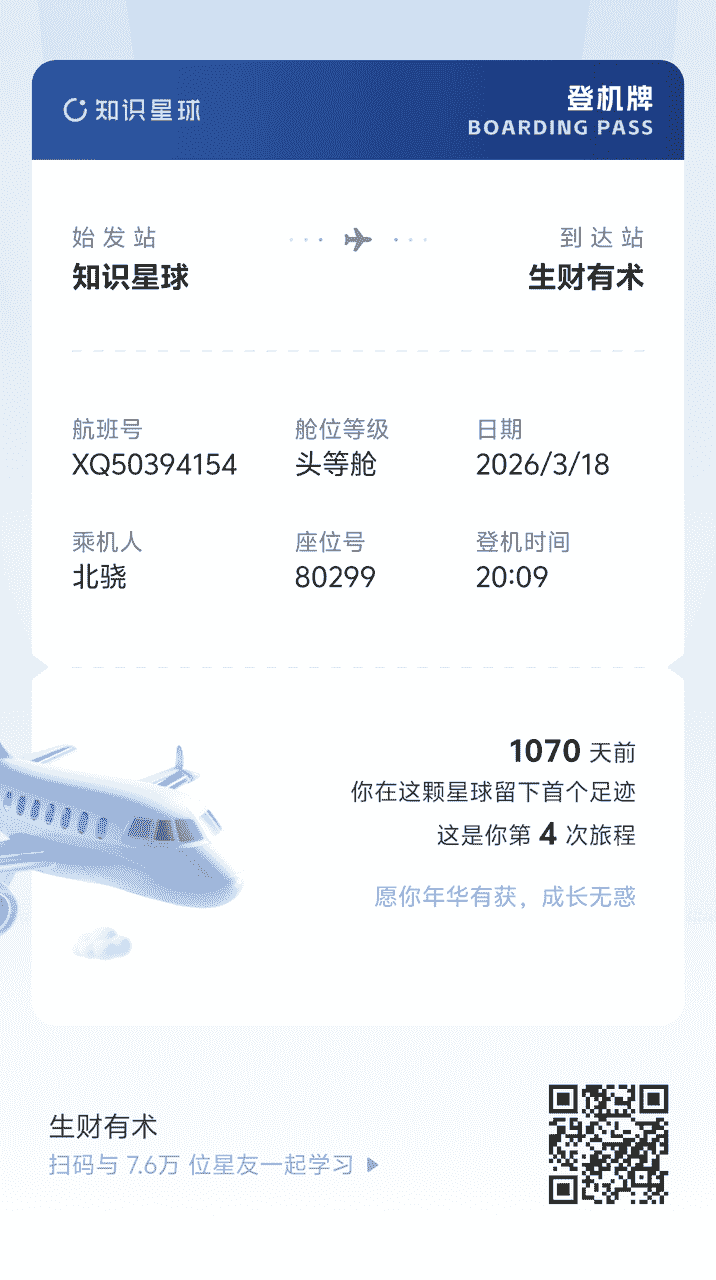 知识星球
登机牌
BOARDING PASS
始发站
到达站
知识星球
生财有术
航班号
舱位等级
日期
XQ50394154
头等舱
2026/3/18
乘机人
座位号
登机时间
北骁
80299
20:09
1070 天前
你在这颗星球留下首个足迹
这是你第 4 次旅程
愿你年华有获，成长无惑
生财有术
扫码与 7.6万 位星友一起学习